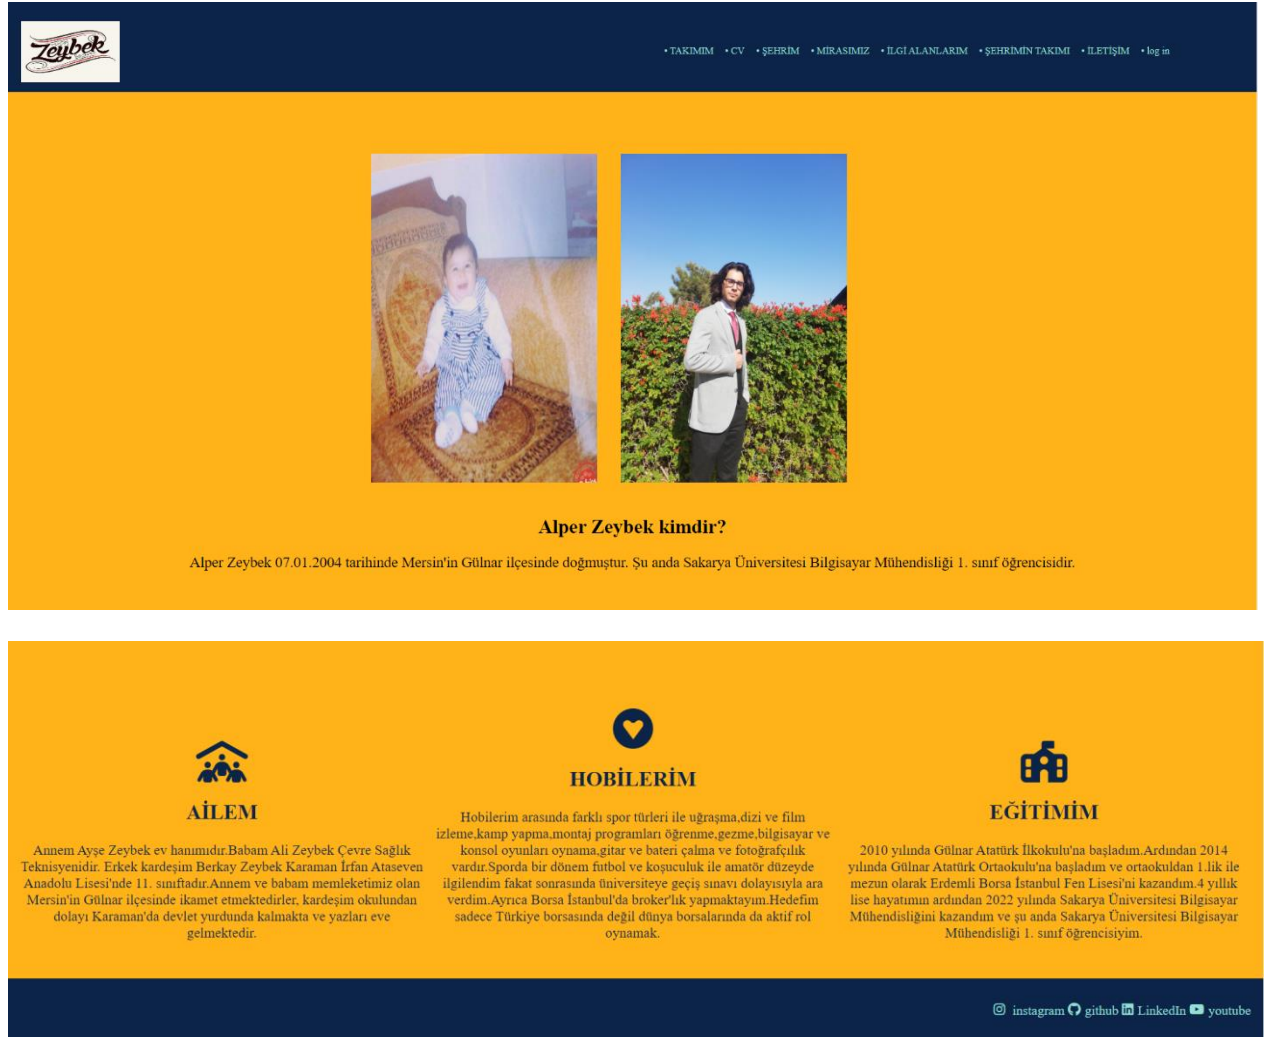 Zeybek
• TAKIMIM • CV • ŞEHRİM • MİRASIMIZ • İLGİ ALANLARIM • ŞEHRİMİN TAKIMI • İLETİŞİM • log in
Alper Zeybek kimdir?
Alper Zeybek 07.01.2004 tarihinde Mersin'in Gülnar ilçesinde doğmuştur. Şu anda Sakarya Üniversitesi Bilgisayar Mühendisliği 1. sınıf öğrencisidir.
AİLEM
Annem Ayşe Zeybek ev hanımıdır.Babam Ali Zeybek Çevre Sağlık
Teknisyenidir. Erkek kardeşim Berkay Zeybek Karaman İrfan Ataseven
Anadolu Lisesi'nde 11. sınıftadır.Annem ve babam memleketimiz olan
Mersin'in Gülnar ilçesinde ikamet etmektedirler, kardeşim okulundan
dolayı Karaman'da devlet yurdunda kalmakta ve yazları eve
gelmektedir.
HOBİLERİM
Hobilerim arasında farklı spor türleri ile uğraşma,dizi ve film
izleme,kamp yapma,montaj programları öğrenme,gezme,bilgisayar ve
konsol oyunları oynama,gitar ve bateri çalma ve fotoğrafçılık
vardır.Sporda bir dönem futbol ve koşuculuk ile amatör düzeyde
ilgilendim fakat sonrasında üniversiteye geçiş sınavı dolayısıyla ara
verdim.Ayrıca Borsa İstanbul'da broker'lık yapmaktayım.Hedefim
sadece Türkiye borsasında değil dünya borsalarında da aktif rol
oynamak.
EĞİTİMİM
2010 yılında Gülnar Atatürk İlkokulu'na başladım.Ardından 2014
yılında Gülnar Atatürk Ortaokulu'na başladım ve ortaokuldan 1.lik ile
mezun olarak Erdemli Borsa İstanbul Fen Lisesi'ni kazandım.4 yıllık
lise hayatımın ardından 2022 yılında Sakarya Üniversitesi Bilgisayar
Mühendisliğini kazandım ve şu anda Sakarya Üniversitesi Bilgisayar
Mühendisliği 1. sınıf öğrencisiyim.
instagram github LinkedIn youtube